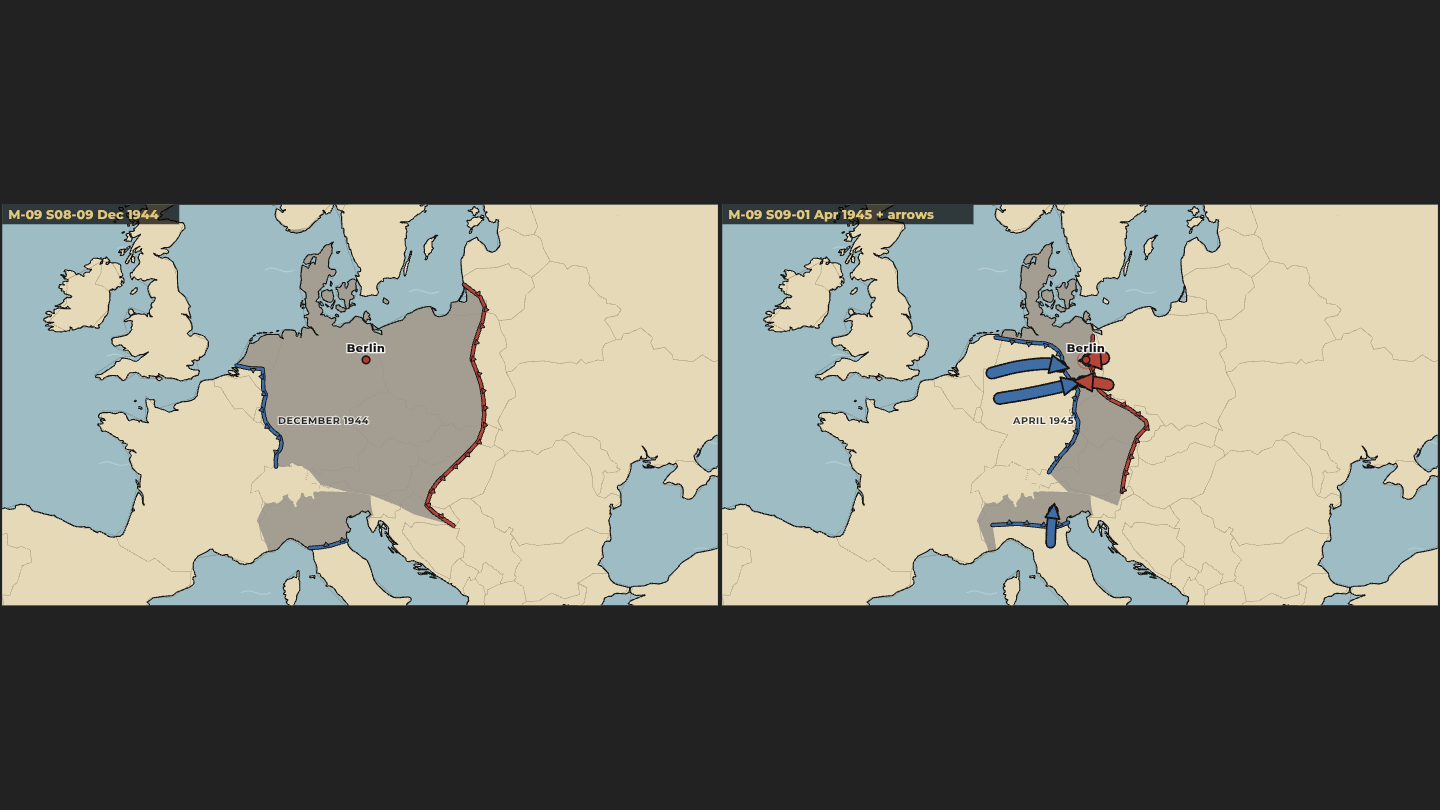 M-09 S08-09 Dec 1944
Berlin
DECEMBER 1944
M-09 S09-01 Apr 1945 + arrows
Berlin
APRIL 1945